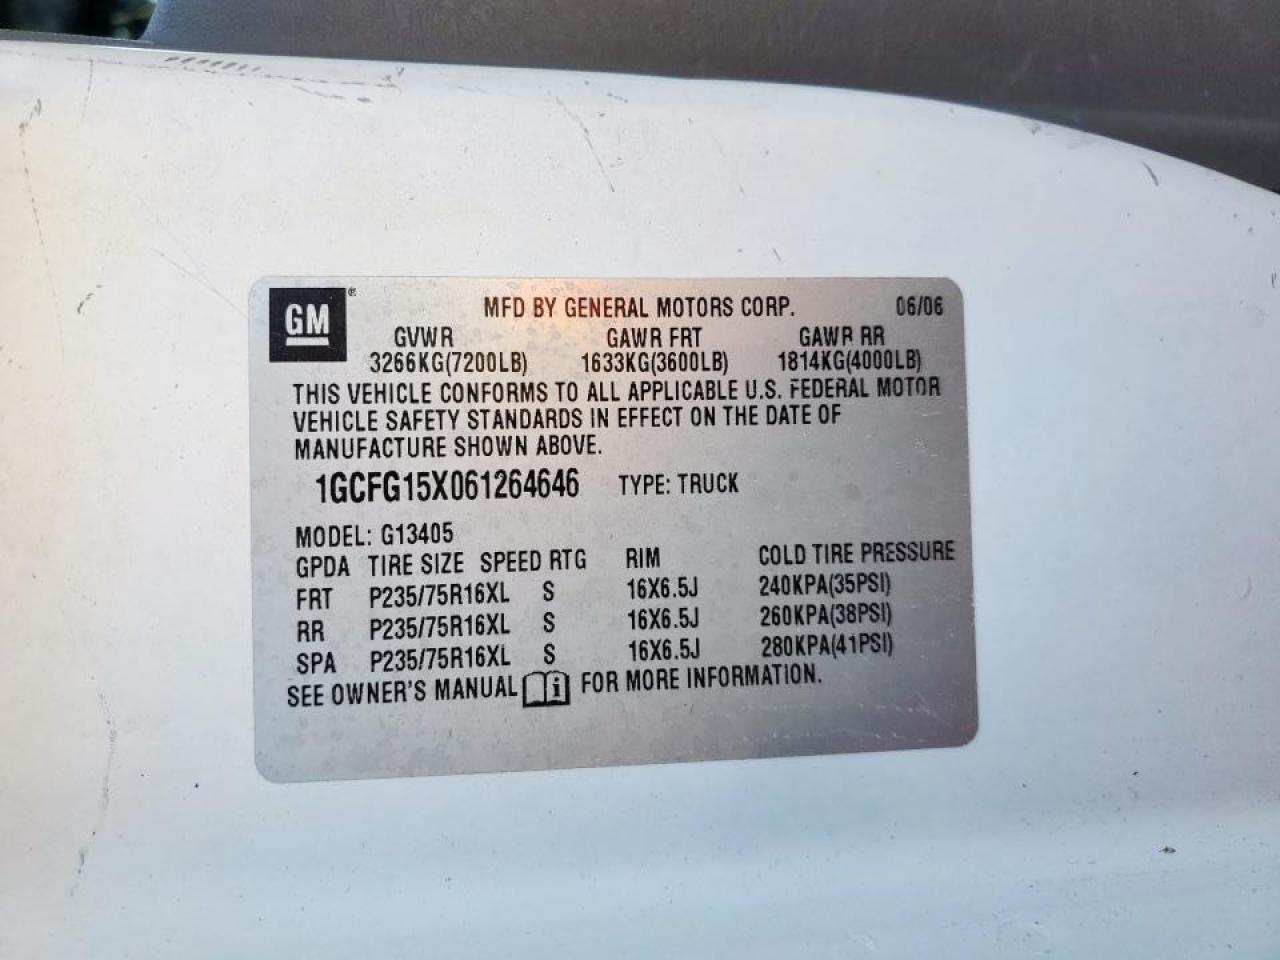 GM®
MFD BY GENERAL MOTORS CORP. 06/06
GVWR GAWR FRT GAWR RR
3266KG(7200LB) 1633KG(3600LB) 1814KG(4000LB)
THIS VEHICLE CONFORMS TO ALL APPLICABLE U.S. FEDERAL MOTOR
VEHICLE SAFETY STANDARDS IN EFFECT ON THE DATE OF
MANUFACTURE SHOWN ABOVE.
1GCFG15X061264646 TYPE: TRUCK
MODEL: G13405
GPDA TIRE SIZE SPEED RTG RIM COLD TIRE PRESSURE
FRT P235/75R16XL S 16X6.5J 240KPA(35PSI)
RR P235/75R16XL S 16X6.5J 260KPA(38PSI)
SPA P235/75R16XL S 16X6.5J 280KPA(41PSI)
SEE OWNER'S MANUAL i FOR MORE INFORMATION.